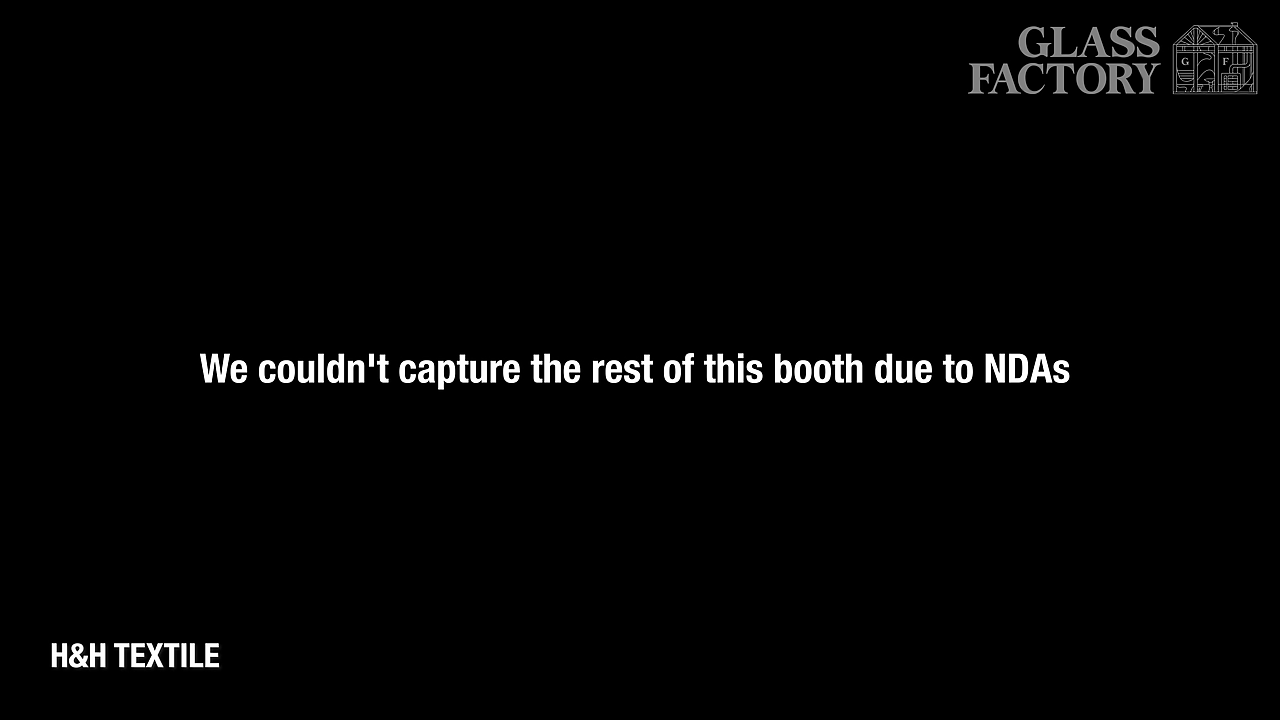 GLASS
FACTORY
G F
We couldn't capture the rest of this booth due to NDAs
H&H TEXTILE